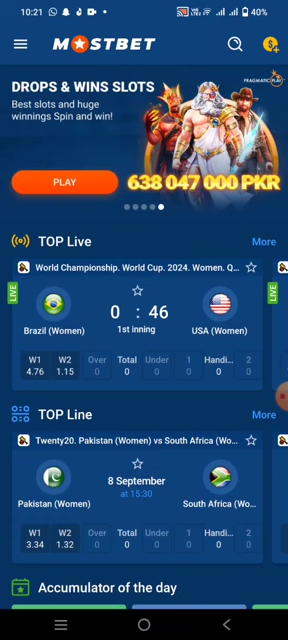 10:21
40%
MOSTBET
DROPS & WINS SLOTS
Best slots and huge
winnings Spin and win!
PRAGMATIC PLAY
PLAY
638 047 000 PKR
TOP Live
More
World Championship. World Cup. 2024. Women. Q...
LIVE
LIVE
0 : 46
1st inning
Brazil (Women)
USA (Women)
W1 W2 Over Total Under 1 Handi... 2
4.76 1.15 0 0 0 0 0 0
TOP Line
More
Twenty20. Pakistan (Women) vs South Africa (Wo...
8 September
at 15:30
Pakistan (Women)
South Africa (Wo...
W1 W2 Over Total Under 1 Handi... 2
3.34 1.32 0 0 0 0 0 0
Accumulator of the day